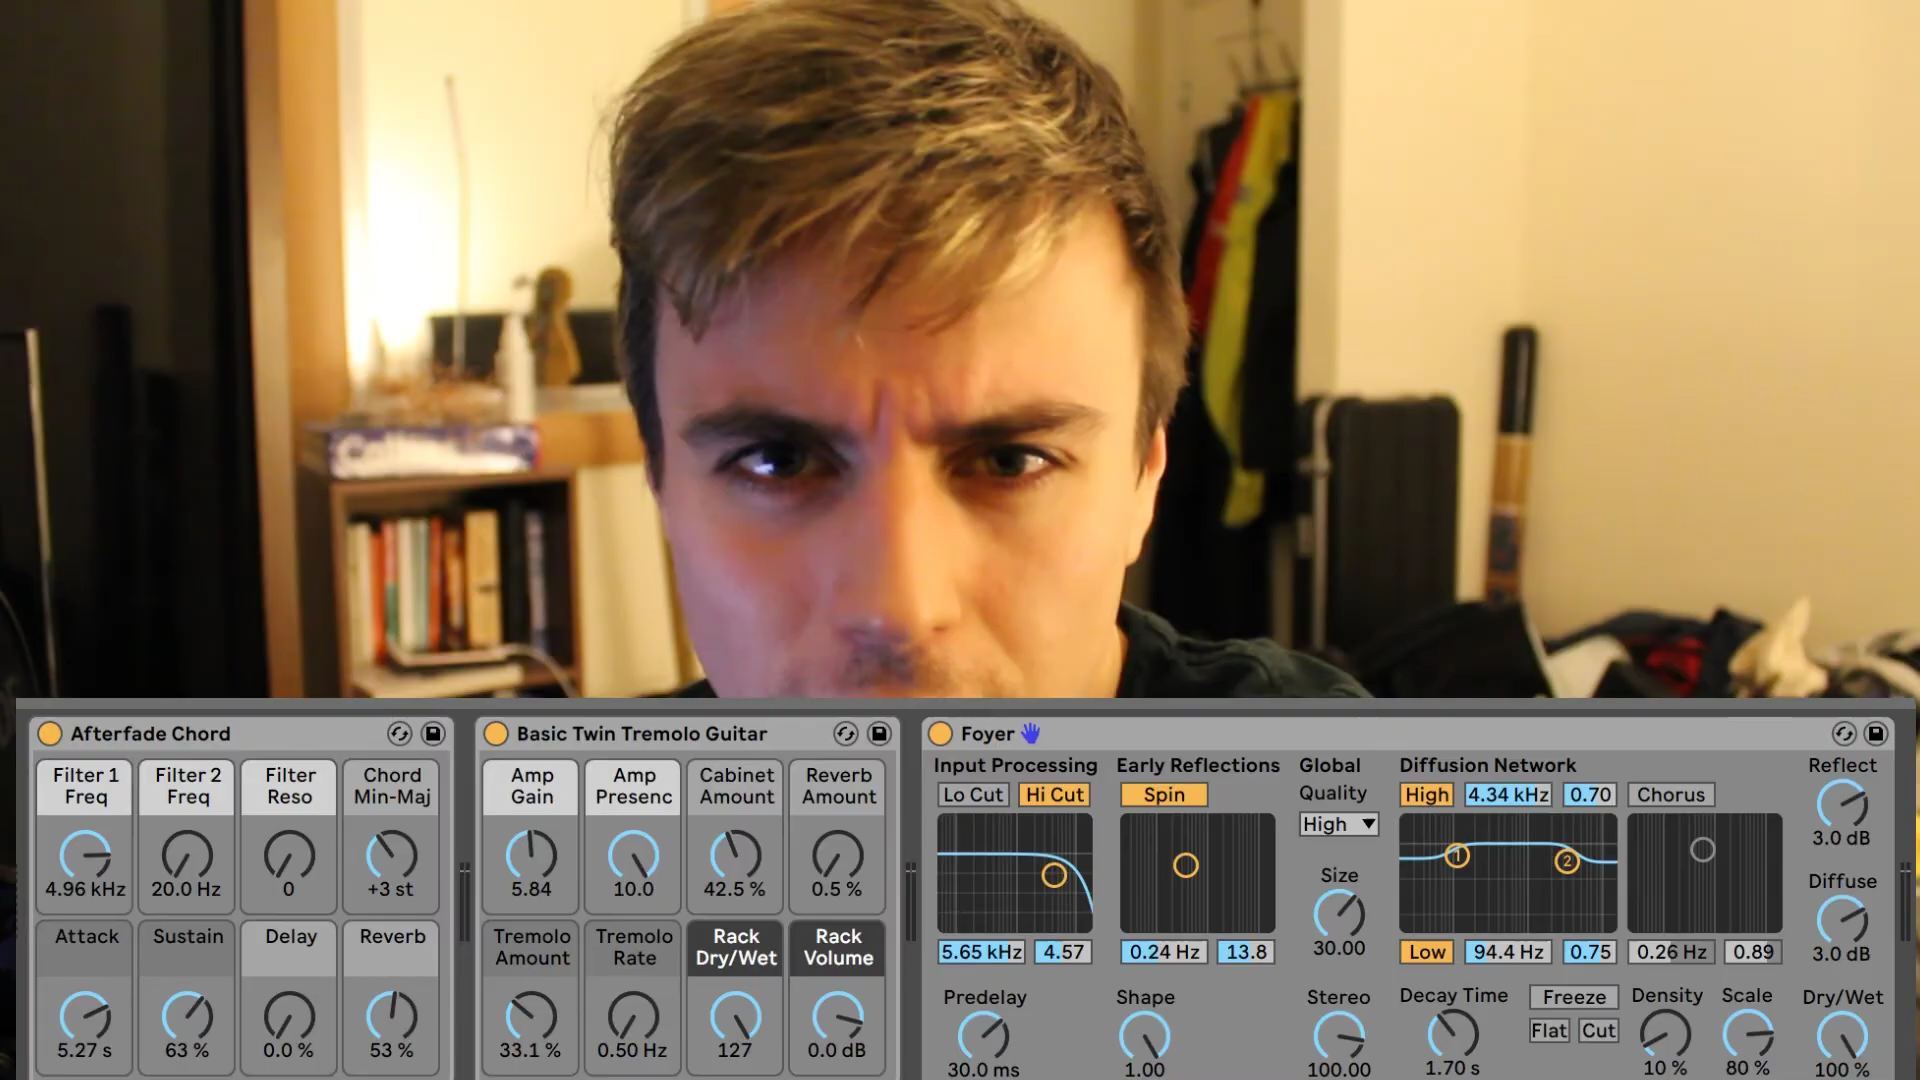 Afterfade Chord
Filter 1 Freq
Filter 2 Freq
Filter Reso
Chord Min-Maj
4.96 kHz
20.0 Hz
0
+3 st
Attack
Sustain
Delay
Reverb
5.27 s
63 %
0.0 %
53 %
Basic Twin Tremolo Guitar
Amp Gain
Amp Presenc
Cabinet Amount
Reverb Amount
5.84
10.0
42.5 %
0.5 %
Tremolo Amount
Tremolo Rate
Rack Dry/Wet
Rack Volume
33.1 %
0.50 Hz
127
0.0 dB
Foyer
Input Processing
Lo Cut
Hi Cut
5.65 kHz
4.57
Predelay
30.0 ms
Early Reflections
Spin
0.24 Hz
13.8
Shape
1.00
Global
Quality
High
Size
30.00
Stereo
100.00
Diffusion Network
High
4.34 kHz
0.70
Chorus
1
2
Low
94.4 Hz
0.75
0.26 Hz
0.89
Decay Time
1.70 s
Freeze
Flat
Cut
Density
10 %
Scale
80 %
Reflect
3.0 dB
Diffuse
3.0 dB
Dry/Wet
100 %